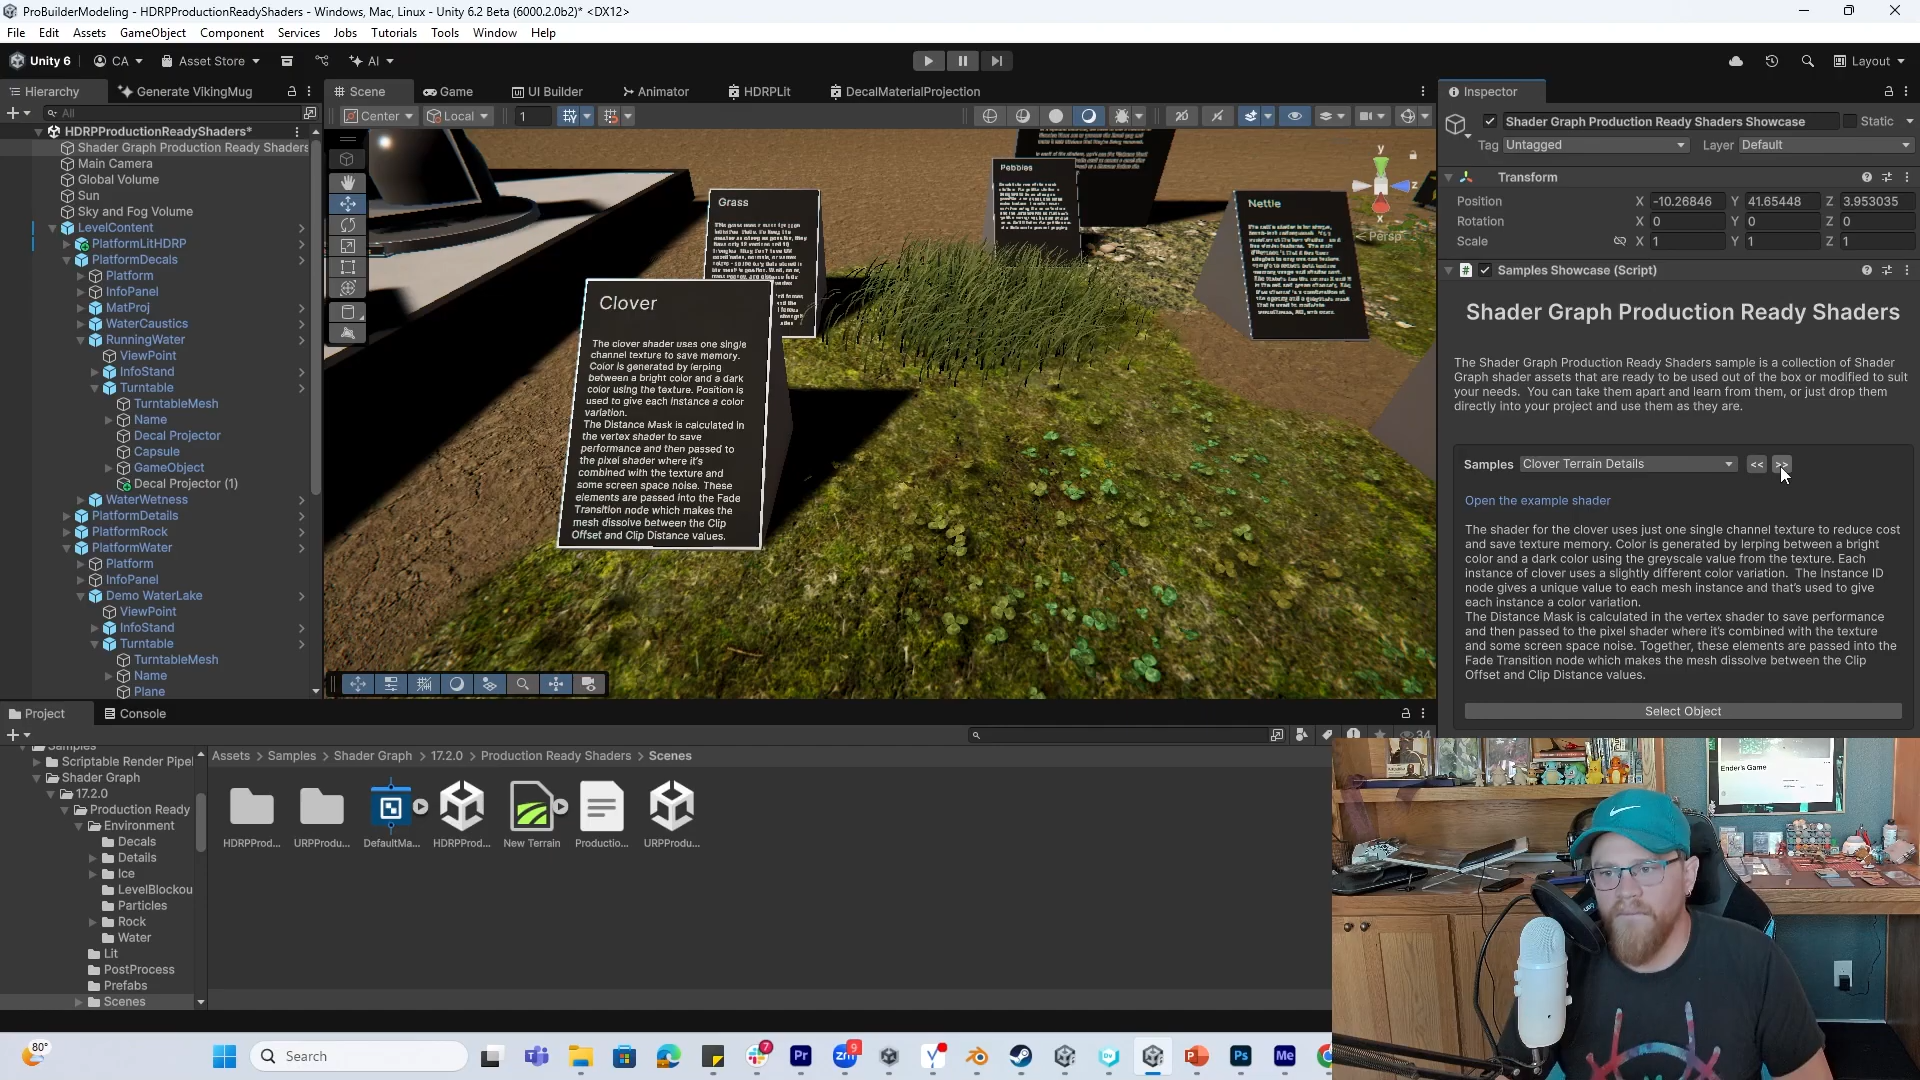 ProBuilderModeling - HDRPProductionReadyShaders - Windows, Mac, Linux - Unity 6.2 Beta (6000.2.0b2)* <DX12>
File Edit Assets GameObject Component Services Jobs Tutorials Tools Window Help
Unity 6 CA Asset Store AI Layout
Hierarchy Generate VikingMug
All
HDRPProductionReadyShaders*
Shader Graph Production Ready Shaders
Main Camera
Global Volume
Sun
Sky and Fog Volume
LevelContent
PlatformLitHDRP
PlatformDecals
Platform
InfoPanel
MatProj
WaterCaustics
RunningWater
ViewPoint
InfoStand
Turntable
TurntableMesh
Name
Decal Projector
Capsule
GameObject
Decal Projector (1)
WaterWetness
PlatformDetails
PlatformRock
PlatformWater
Platform
InfoPanel
Demo WaterLake
ViewPoint
InfoStand
Turntable
TurntableMesh
Name
Plane
Scene Game UI Builder Animator HDRPLit DecalMaterialProjection
Center Local 1
Pebbles
Grass
Nettle
y
z
x
Persp
Clover
The clover shader uses one single
channel texture to save memory.
Color is generated by lerping
between a bright color and a dark
color using the texture. Position is
used to give each instance a color
variation.
The Distance Mask is calculated in
the vertex shader to save
performance and then passed to
the pixel shader where it's
combined with the texture and
some screen space noise. These
elements are passed into the Fade
Transition node which makes the
mesh dissolve between the Clip
Offset and Clip Distance values.
Inspector
Shader Graph Production Ready Shaders Showcase Static
Tag Untagged Layer Default
Transform
Position X -10.26846 Y 41.65448 Z 3.953035
Rotation X 0 Y 0 Z 0
Scale X 1 Y 1 Z 1
Samples Showcase (Script)
Shader Graph Production Ready Shaders
The Shader Graph Production Ready Shaders sample is a collection of Shader
Graph shader assets that are ready to be used out of the box or modified to suit
your needs. You can take them apart and learn from them, or just drop them
directly into your project and use them as they are.
Samples Clover Terrain Details << >>
Open the example shader
The shader for the clover uses just one single channel texture to reduce cost
and save texture memory. Color is generated by lerping between a bright
color and a dark color using the greyscale value from the texture. Each
instance of clover uses a slightly different color variation. The Instance ID
node gives a unique value to each mesh instance and that's used to give
each instance a color variation.
The Distance Mask is calculated in the vertex shader to save performance
and then passed to the pixel shader where it's combined with the texture
and some screen space noise. Together, these elements are passed into the
Fade Transition node which makes the mesh dissolve between the Clip
Offset and Clip Distance values.
Select Object
Project Console
34
Samples
Scriptable Render Pipel
Shader Graph
17.2.0
Production Ready
Environment
Decals
Details
Ice
LevelBlockou
Particles
Rock
Water
Lit
PostProcess
Prefabs
Scenes
Assets > Samples > Shader Graph > 17.2.0 > Production Ready Shaders > Scenes
HDRPProd... URPProdu... DefaultMa... HDRPProd... New Terrain Productio... URPProdu...
Ender's Game
80°
Search
7
Pr
9
Ps
Me